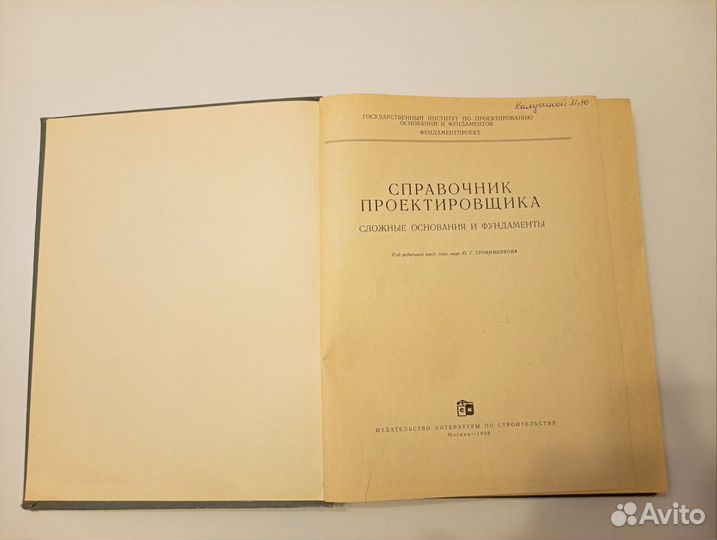 Калугиной М.Ю.
ГОСУДАРСТВЕННЫЙ ИНСТИТУТ ПО ПРОЕКТИРОВАНИЮ
ОСНОВАНИЙ И ФУНДАМЕНТОВ
ФУНДАМЕНТПРОЕКТ
СПРАВОЧНИК
ПРОЕКТИРОВЩИКА
СЛОЖНЫЕ ОСНОВАНИЯ И ФУНДАМЕНТЫ
Под редакцией канд. техн. наук Ю. Г. ТРОФИМЕНКОВА
ИЗДАТЕЛЬСТВО ЛИТЕРАТУРЫ ПО СТРОИТЕЛЬСТВУ
Москва—1969
Avito